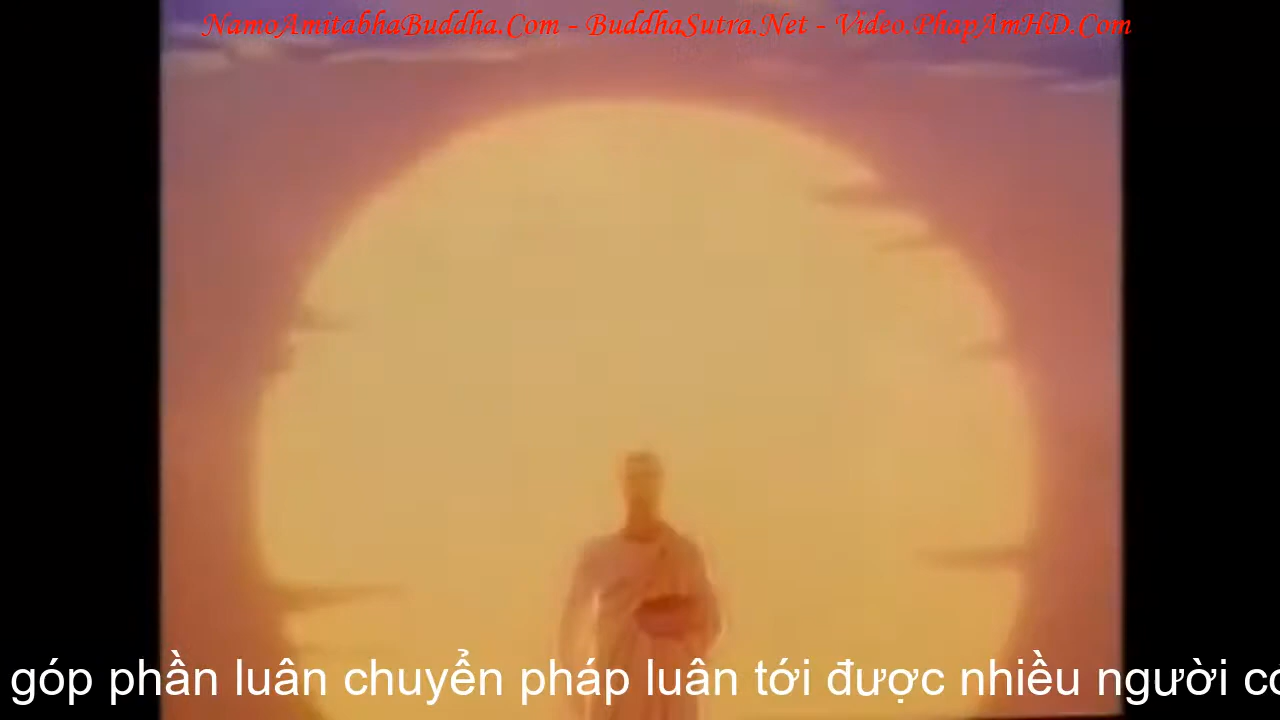 NamoAmitabhaBuddha.Com - BuddhaSutra.Net - Video.PhapAmHD.Com
góp phần luân chuyển pháp luân tới được nhiều người